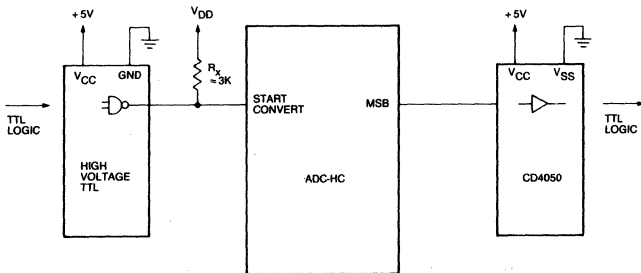 +5V
VCC
GND
TTL
LOGIC
HIGH
VOLTAGE
TTL
VDD
RX
≈3K
START
CONVERT
MSB
ADC-HC
+5V
VCC
VSS
CD4050
TTL
LOGIC